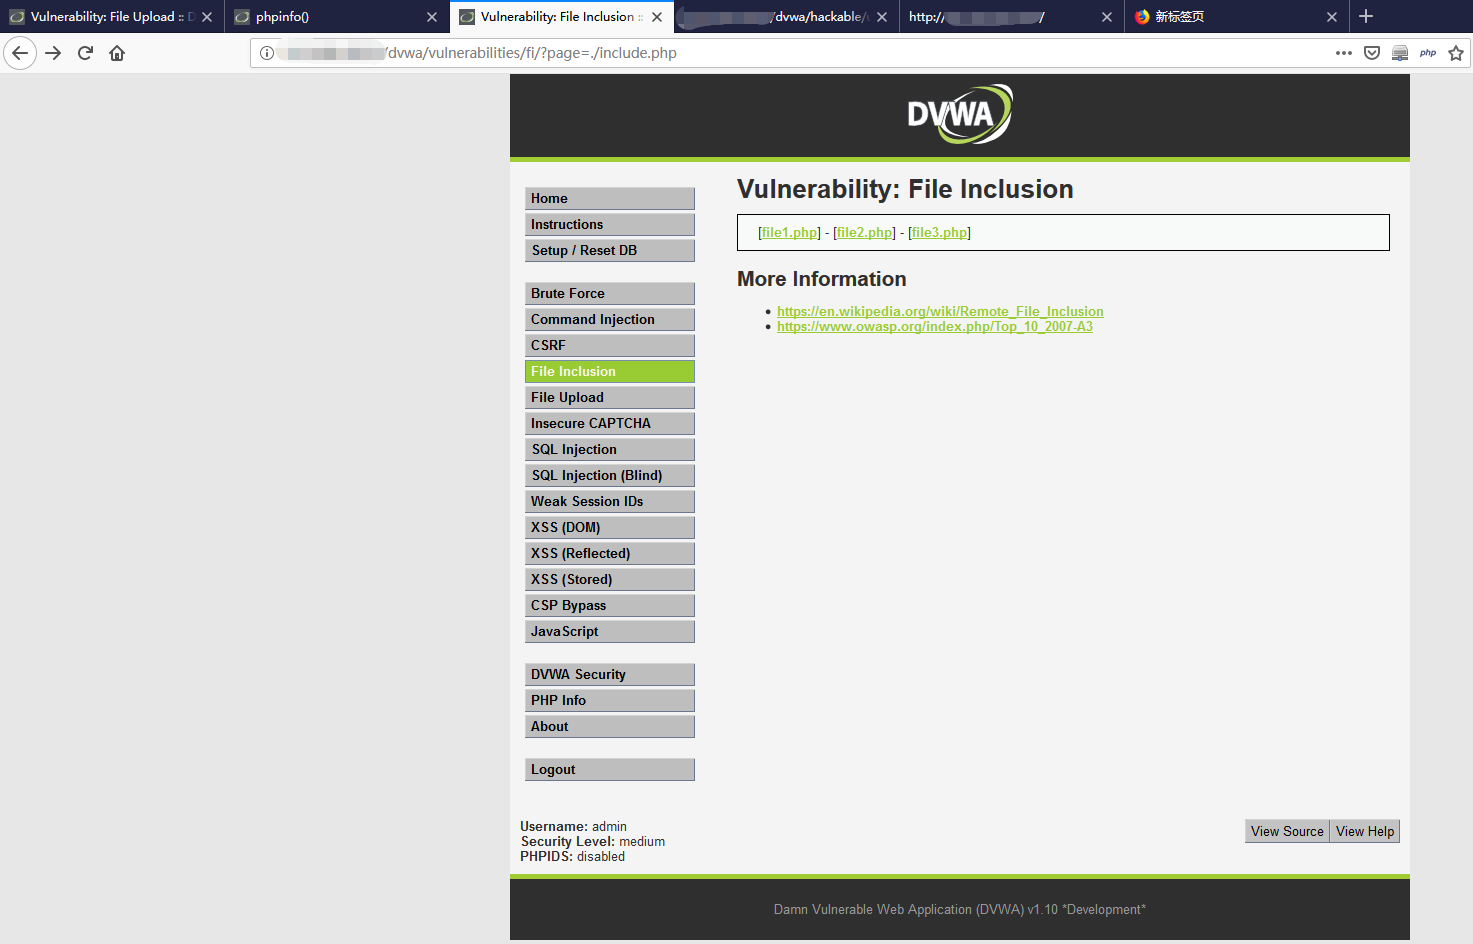 Vulnerability: File Upload :: D
phpinfo()
Vulnerability: File Inclusion ::
/dvwa/hackable/
http:// /
新标签页
/dvwa/vulnerabilities/fi/?page=./include.php
php
DVWA
Home
Instructions
Setup / Reset DB
Brute Force
Command Injection
CSRF
File Inclusion
File Upload
Insecure CAPTCHA
SQL Injection
SQL Injection (Blind)
Weak Session IDs
XSS (DOM)
XSS (Reflected)
XSS (Stored)
CSP Bypass
JavaScript
DVWA Security
PHP Info
About
Logout
Vulnerability: File Inclusion
[file1.php] - [file2.php] - [file3.php]
More Information
https://en.wikipedia.org/wiki/Remote_File_Inclusion
https://www.owasp.org/index.php/Top_10_2007-A3
Username: admin
Security Level: medium
PHPIDS: disabled
View Source
View Help
Damn Vulnerable Web Application (DVWA) v1.10 *Development*